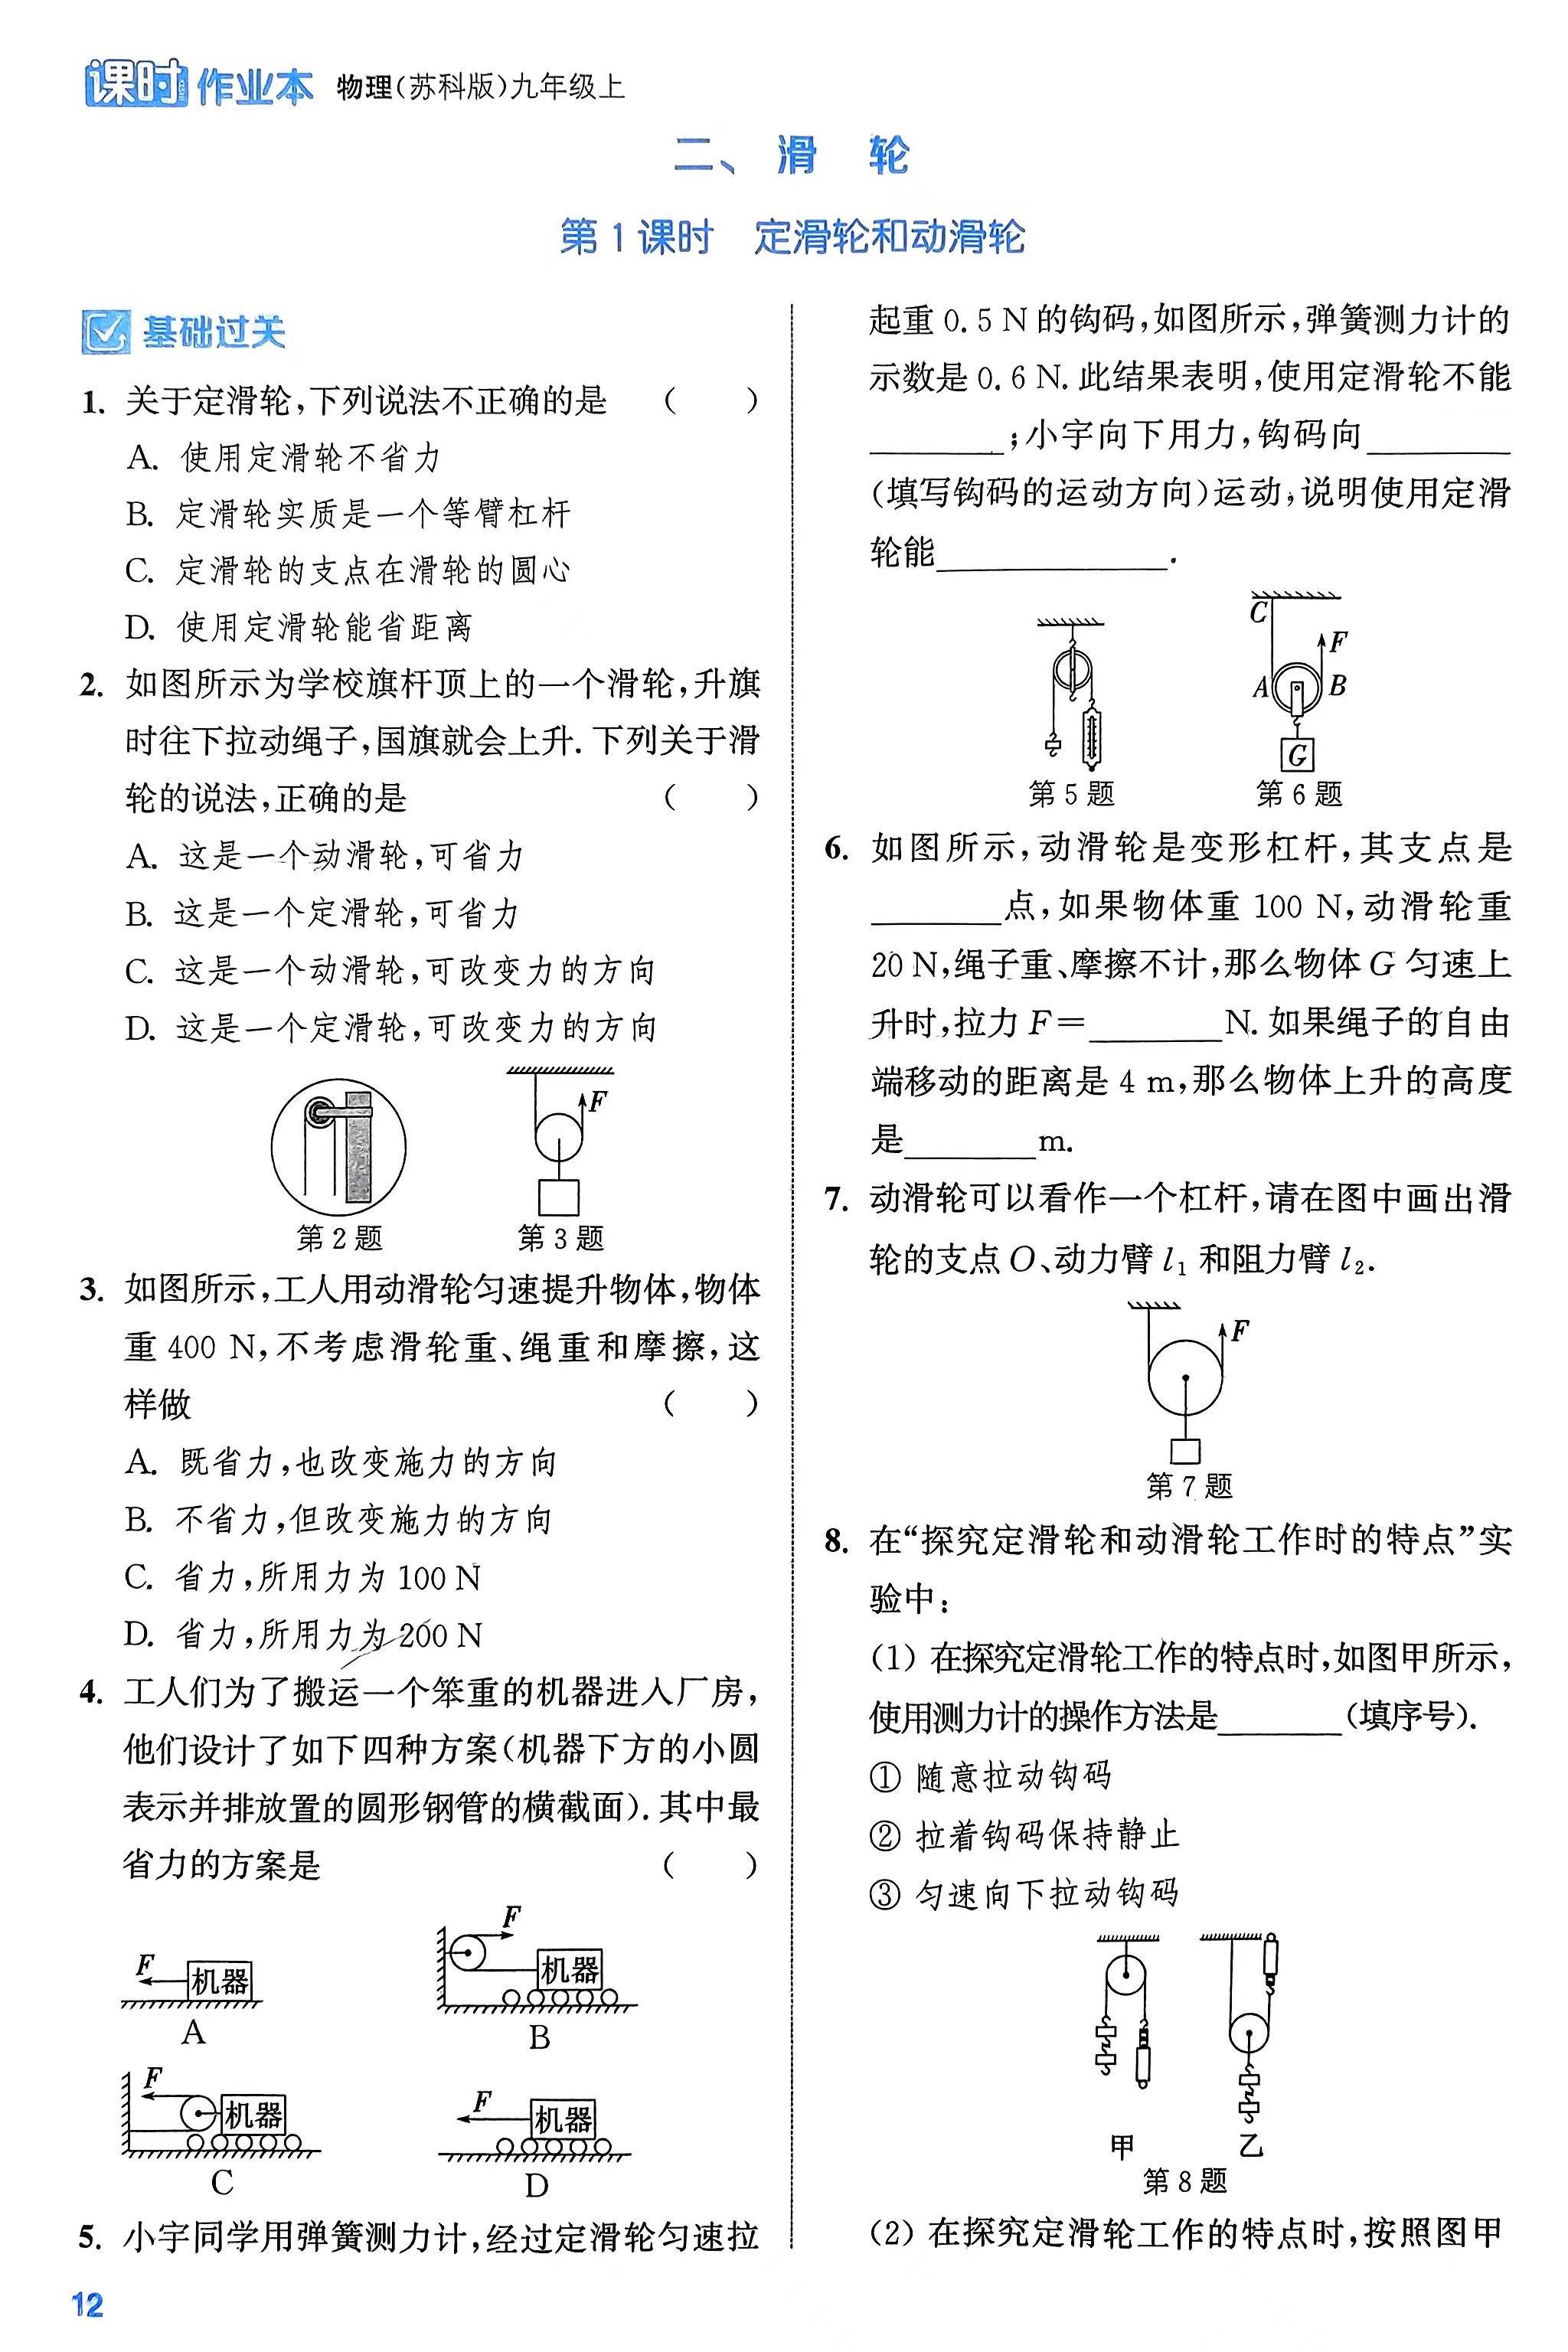 课时作业本 物理(苏科版)九年级上
二、滑 轮
第1课时 定滑轮和动滑轮
基础过关
1. 关于定滑轮,下列说法不正确的是 ( )
A. 使用定滑轮不省力
B. 定滑轮实质是一个等臂杠杆
C. 定滑轮的支点在滑轮的圆心
D. 使用定滑轮能省距离
2. 如图所示为学校旗杆顶上的一个滑轮,升旗
时往下拉动绳子,国旗就会上升. 下列关于滑
轮的说法,正确的是 ( )
A. 这是一个动滑轮,可省力
B. 这是一个定滑轮,可省力
C. 这是一个动滑轮,可改变力的方向
D. 这是一个定滑轮,可改变力的方向
F
第2题 第3题
3. 如图所示,工人用动滑轮匀速提升物体,物体
重 400 N,不考虑滑轮重、绳重和摩擦,这
样做 ( )
A. 既省力,也改变施力的方向
B. 不省力,但改变施力的方向
C. 省力,所用力为 100 N
D. 省力,所用力为 200 N
4. 工人们为了搬运一个笨重的机器进入厂房,
他们设计了如下四种方案(机器下方的小圆
表示并排放置的圆形钢管的横截面). 其中最
省力的方案是 ( )
F 机器
A
F 机器
B
F 机器
C
F 机器
D
5. 小宇同学用弹簧测力计,经过定滑轮匀速拉
12
起重 0.5 N 的钩码,如图所示,弹簧测力计的
示数是 0.6 N. 此结果表明,使用定滑轮不能
________;小宇向下用力,钩码向________
(填写钩码的运动方向)运动,说明使用定滑
轮能____________.
C
F
A B
G
第5题 第6题
6. 如图所示,动滑轮是变形杠杆,其支点是
________点,如果物体重 100 N,动滑轮重
20 N,绳子重、摩擦不计,那么物体 G 匀速上
升时,拉力 F=________N. 如果绳子的自由
端移动的距离是 4 m,那么物体上升的高度
是________m.
7. 动滑轮可以看作一个杠杆,请在图中画出滑
轮的支点 O、动力臂 l₁ 和阻力臂 l₂.
F
第7题
8. 在“探究定滑轮和动滑轮工作时的特点”实
验中:
(1) 在探究定滑轮工作的特点时,如图甲所示,
使用测力计的操作方法是________(填序号).
① 随意拉动钩码
② 拉着钩码保持静止
③ 匀速向下拉动钩码
甲 乙
第8题
(2) 在探究定滑轮工作的特点时,按照图甲